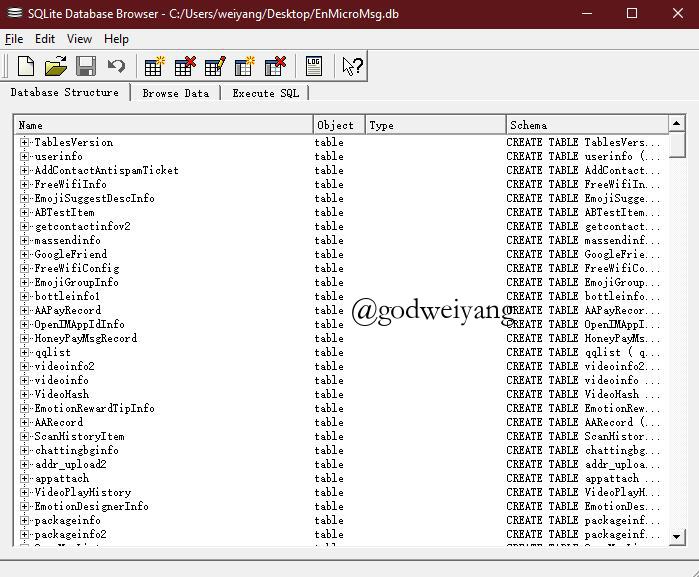 SQLite Database Browser - C:/Users/weiyang/Desktop/EnMicroMsg.db
File Edit View Help
LOG
Database Structure Browse Data Execute SQL
Name Object Type Schema
TablesVersion table CREATE TABLE TablesVers...
userinfo table CREATE TABLE userinfo (...
AddContactAntispamTicket table CREATE TABLE AddContact...
FreeWifiInfo table CREATE TABLE FreeWifiIn...
EmojiSuggestDescInfo table CREATE TABLE EmojiSugge...
ABTestItem table CREATE TABLE ABTestItem...
getcontactinfov2 table CREATE TABLE getcontact...
massendinfo table CREATE TABLE massendinf...
GoogleFriend table CREATE TABLE GoogleFrie...
FreeWifiConfig table CREATE TABLE FreeWifiCo...
EmojiGroupInfo table CREATE TABLE EmojiGroup...
bottleinfo1 table CREATE TABLE bottleinfo...
AAPayRecord table CREATE TABLE AAPayRecor...
@godweiyang
OpenIMAppIdInfo table CREATE TABLE OpenIMAppI...
HoneyPayMsgRecord table CREATE TABLE HoneyPayMs...
qqlist table CREATE TABLE qqlist ( q...
videoinfo2 table CREATE TABLE videoinfo2...
videoinfo table CREATE TABLE videoinfo ...
VideoHash table CREATE TABLE VideoHash ...
EmotionRewardTipInfo table CREATE TABLE EmotionRew...
AARecord table CREATE TABLE AARecord (...
ScanHistoryItem table CREATE TABLE ScanHistor...
chattingbginfo table CREATE TABLE chattingbg...
addr_upload2 table CREATE TABLE addr_uploa...
appattach table CREATE TABLE appattach ...
VideoPlayHistory table CREATE TABLE VideoPlayH...
EmotionDesignerInfo table CREATE TABLE EmotionDes...
packageinfo table CREATE TABLE packageinf...
packageinfo2 table CREATE TABLE packageinf...